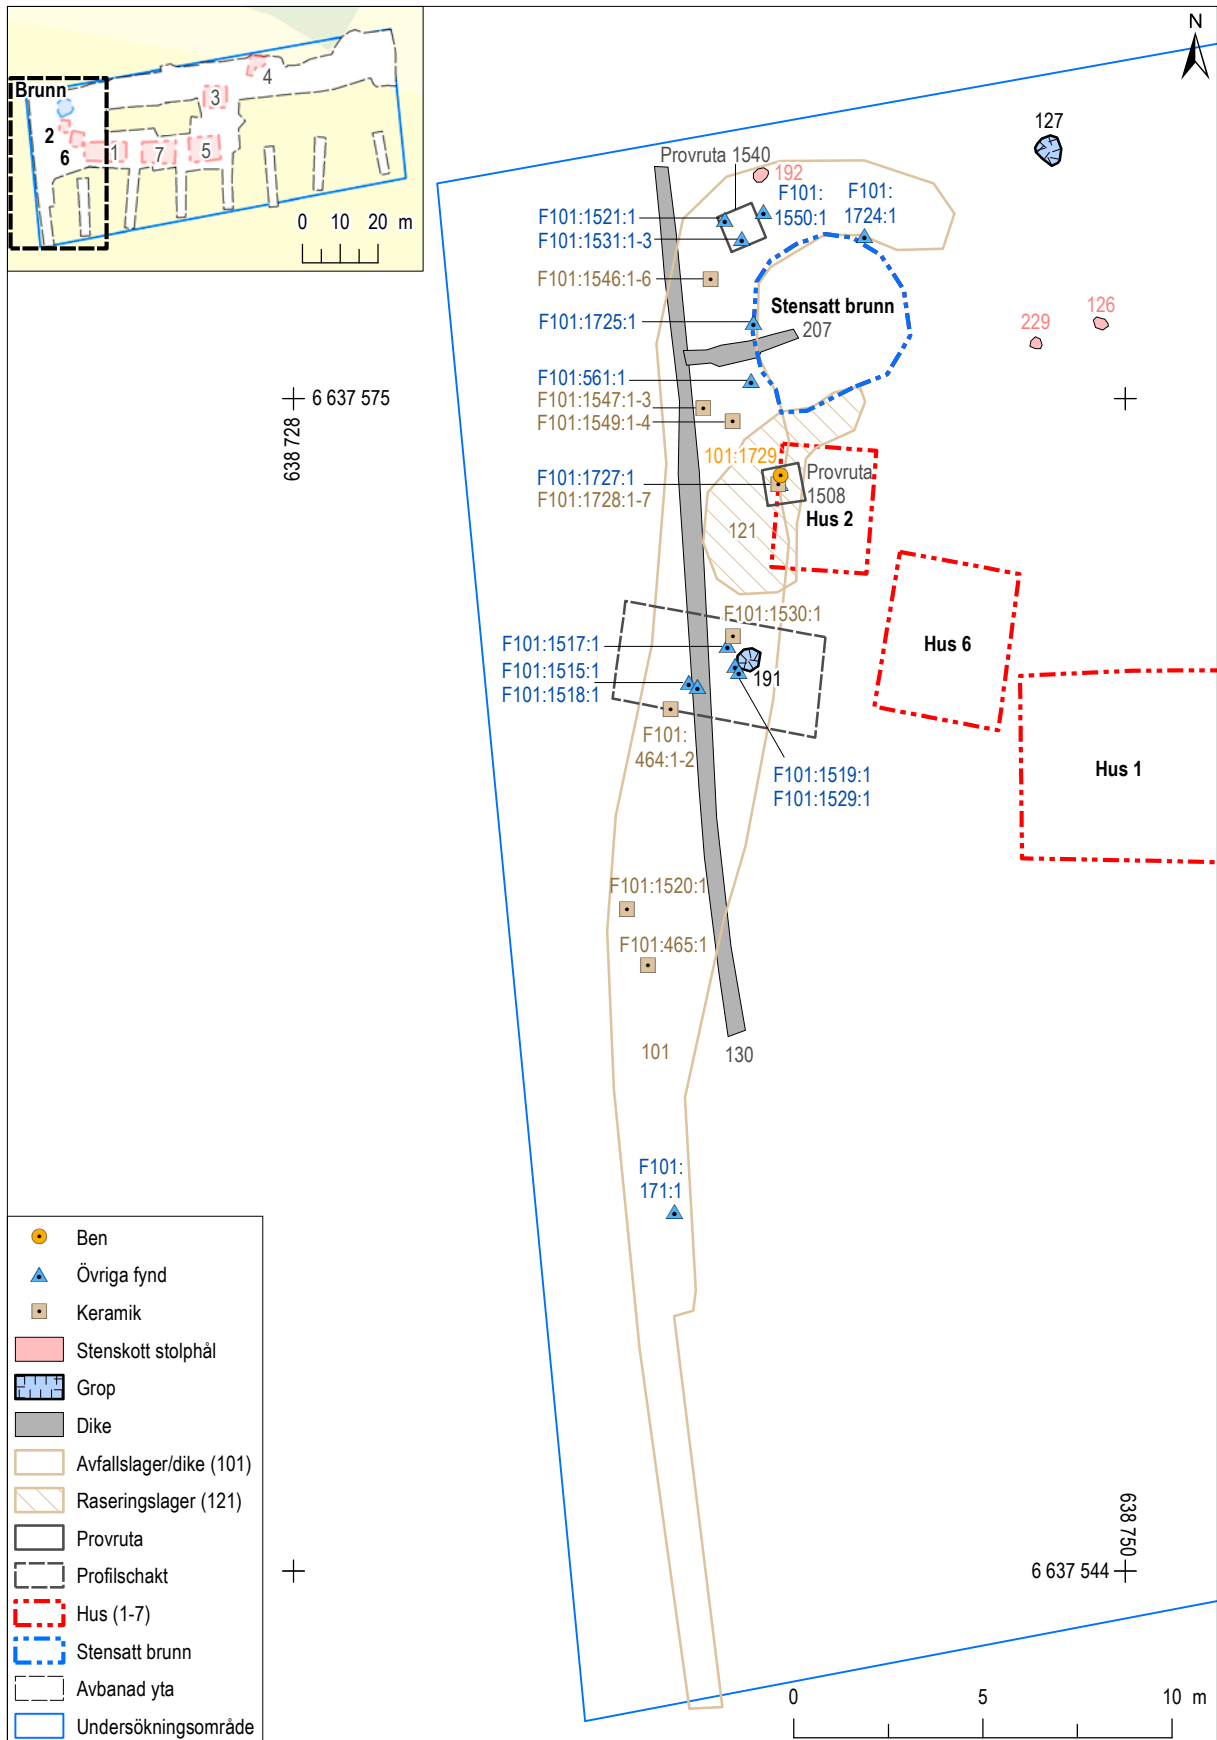 Brunn
2
6
1
7
5
3
4
0 10 20 m
N
127
Provruta 1540
192
F101:
1550:1
F101:
1724:1
F101:1521:1
F101:1531:1-3
F101:1546:1-6
Stensatt brunn
207
F101:1725:1
229
126
F101:561:1
F101:1547:1-3
F101:1549:1-4
6 637 575
638 728
101:1729
Provruta
1508
F101:1727:1
F101:1728:1-7
Hus 2
121
F101:1530:1
F101:1517:1
F101:1515:1
F101:1518:1
191
Hus 6
F101:
464:1-2
F101:1519:1
F101:1529:1
Hus 1
F101:1520:1
F101:465:1
101
130
F101:
171:1
Ben
Övriga fynd
Keramik
Stenskott stolphål
Grop
Dike
Avfallslager/dike (101)
Raseringslager (121)
Provruta
Profilschakt
Hus (1-7)
Stensatt brunn
Avbanad yta
Undersökningsområde
638 750
6 637 544
0 5 10 m